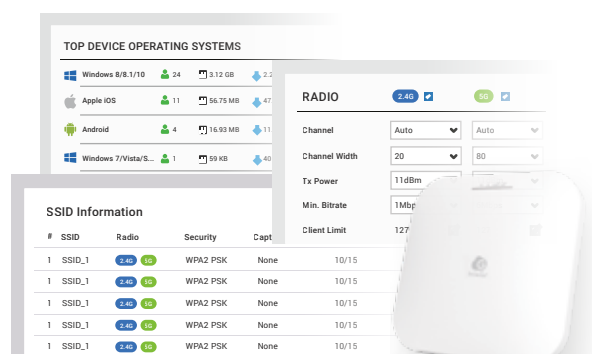 TOP DEVICE OPERATING SYSTEMS
Windows 8/8.1/10 24 3.12 GB 2.2
Apple iOS 11 56.75 MB 47
Android 4 16.93 MB 11
Windows 7/Vista/S... 1 59 KB 40
RADIO 2.4G 5G
Channel Auto Auto
Channel Width 20 80
Tx Power 11dBm
Min. Bitrate 1Mbp
Client Limit 127
SSID Information
# SSID Radio Security Capt
1 SSID_1 2.4G 5G WPA2 PSK None 10/15
1 SSID_1 2.4G 5G WPA2 PSK None 10/15
1 SSID_1 2.4G 5G WPA2 PSK None 10/15
1 SSID_1 2.4G 5G WPA2 PSK None 10/15
1 SSID_1 2.4G 5G WPA2 PSK None 10/15